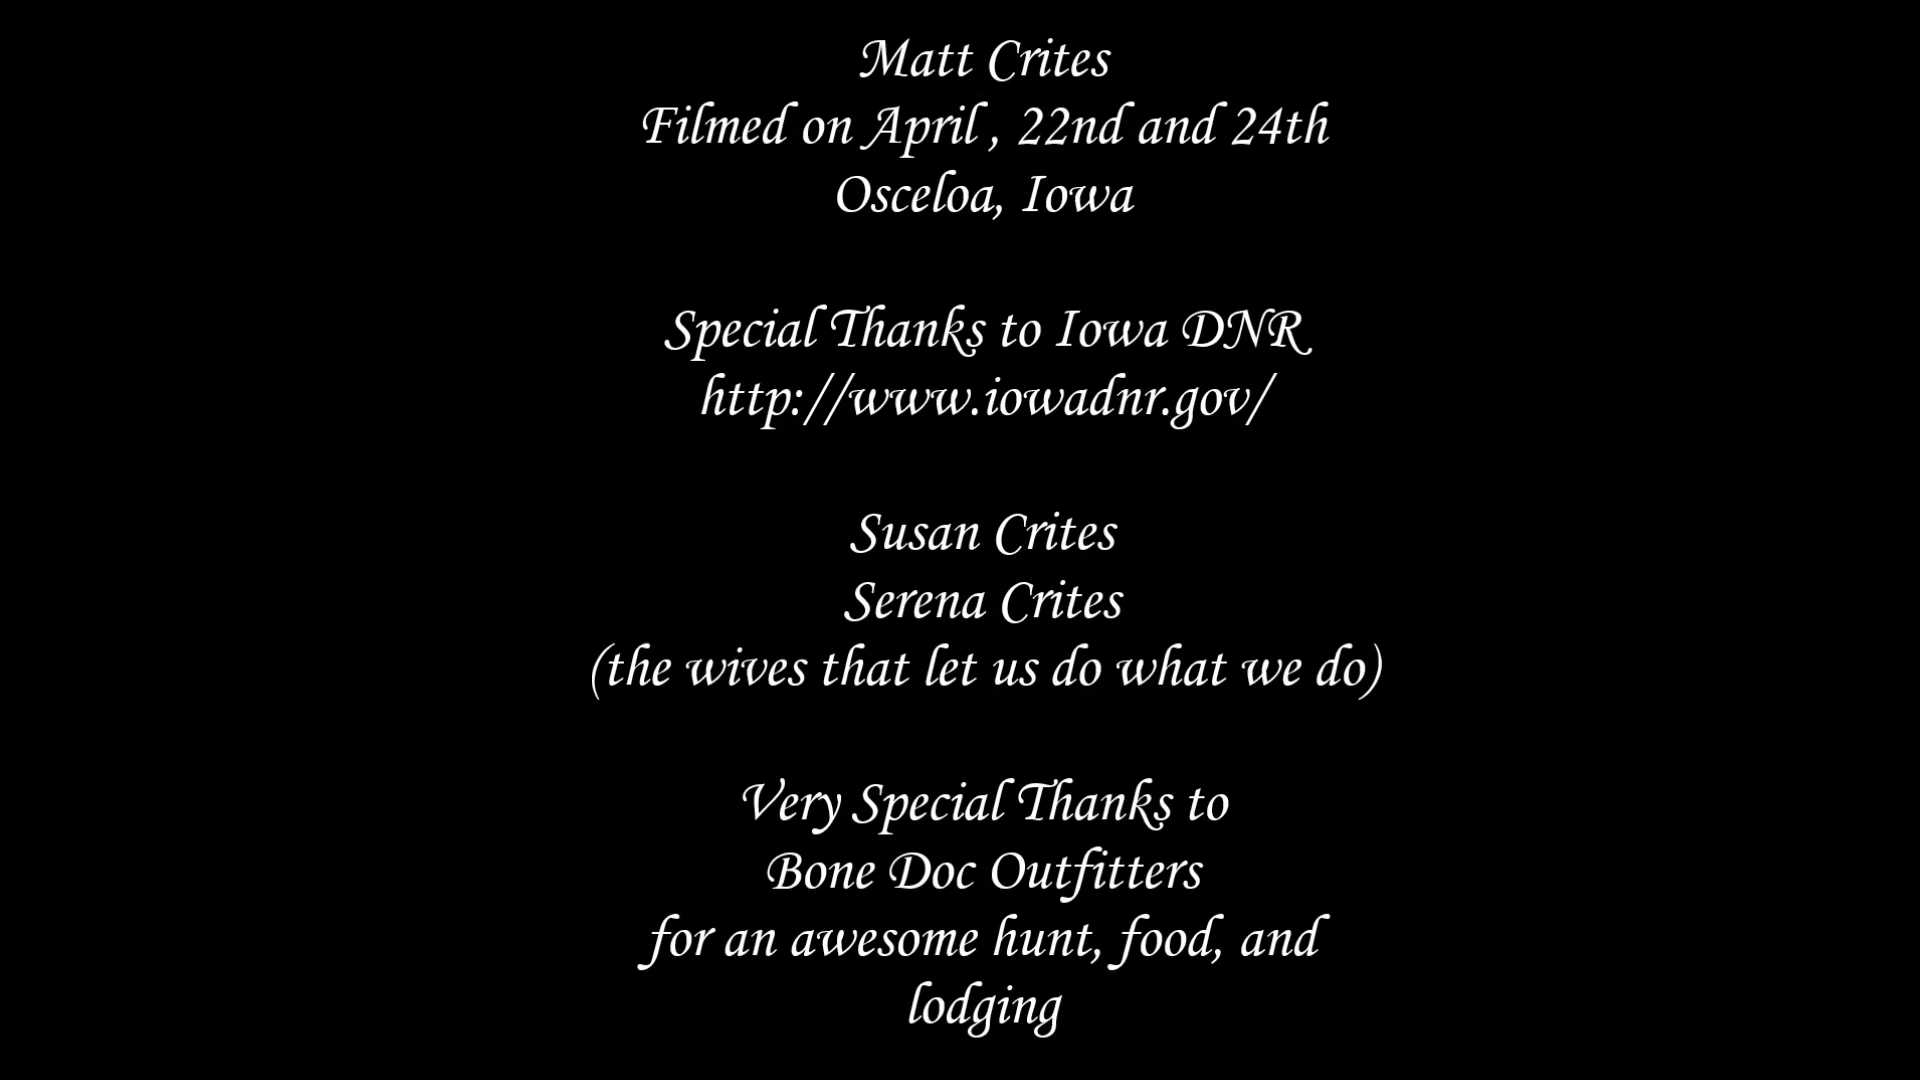 Matt Crites
Filmed on April , 22nd and 24th
Osceloa, Iowa
Special Thanks to Iowa DNR
http://www.iowadnr.gov/
Susan Crites
Serena Crites
(the wives that let us do what we do)
Very Special Thanks to
Bone Doc Outfitters
for an awesome hunt, food, and
lodging